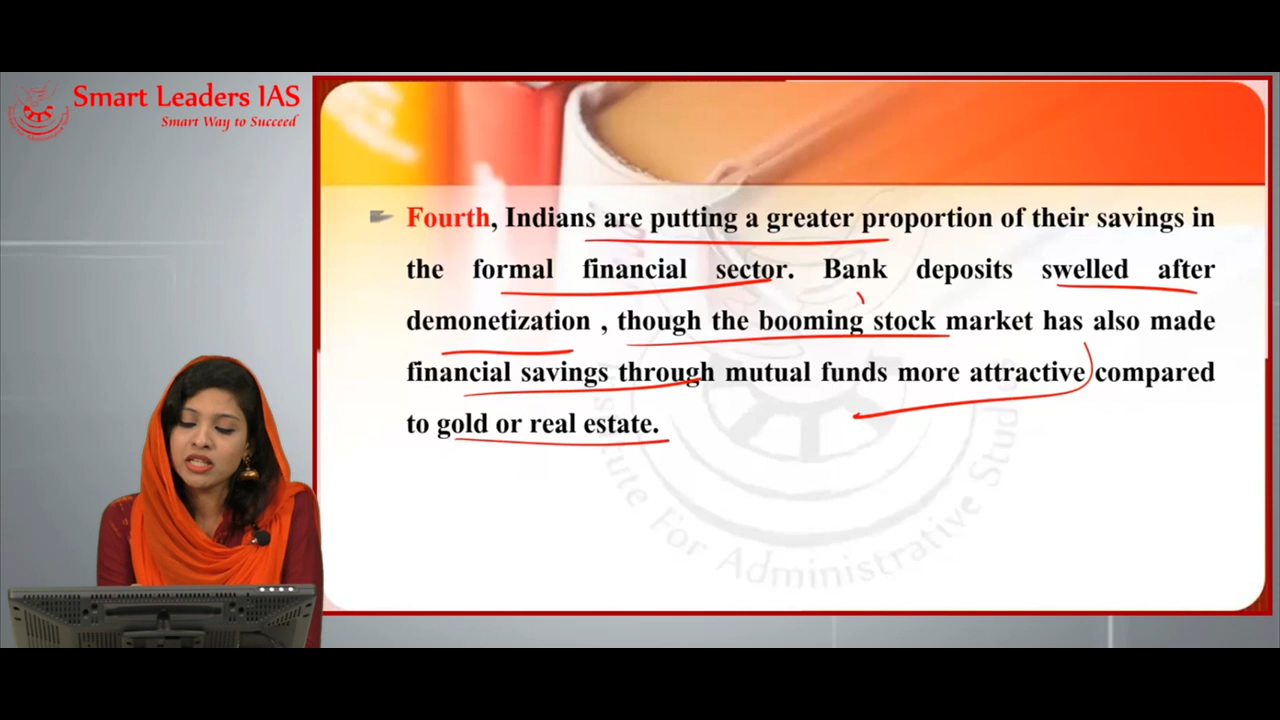 Smart Leaders IAS
Smart Way to Succeed
Fourth, Indians are putting a greater proportion of their savings in
the formal financial sector. Bank deposits swelled after
demonetization , though the booming stock market has also made
financial savings through mutual funds more attractive compared
to gold or real estate.
For Administrative